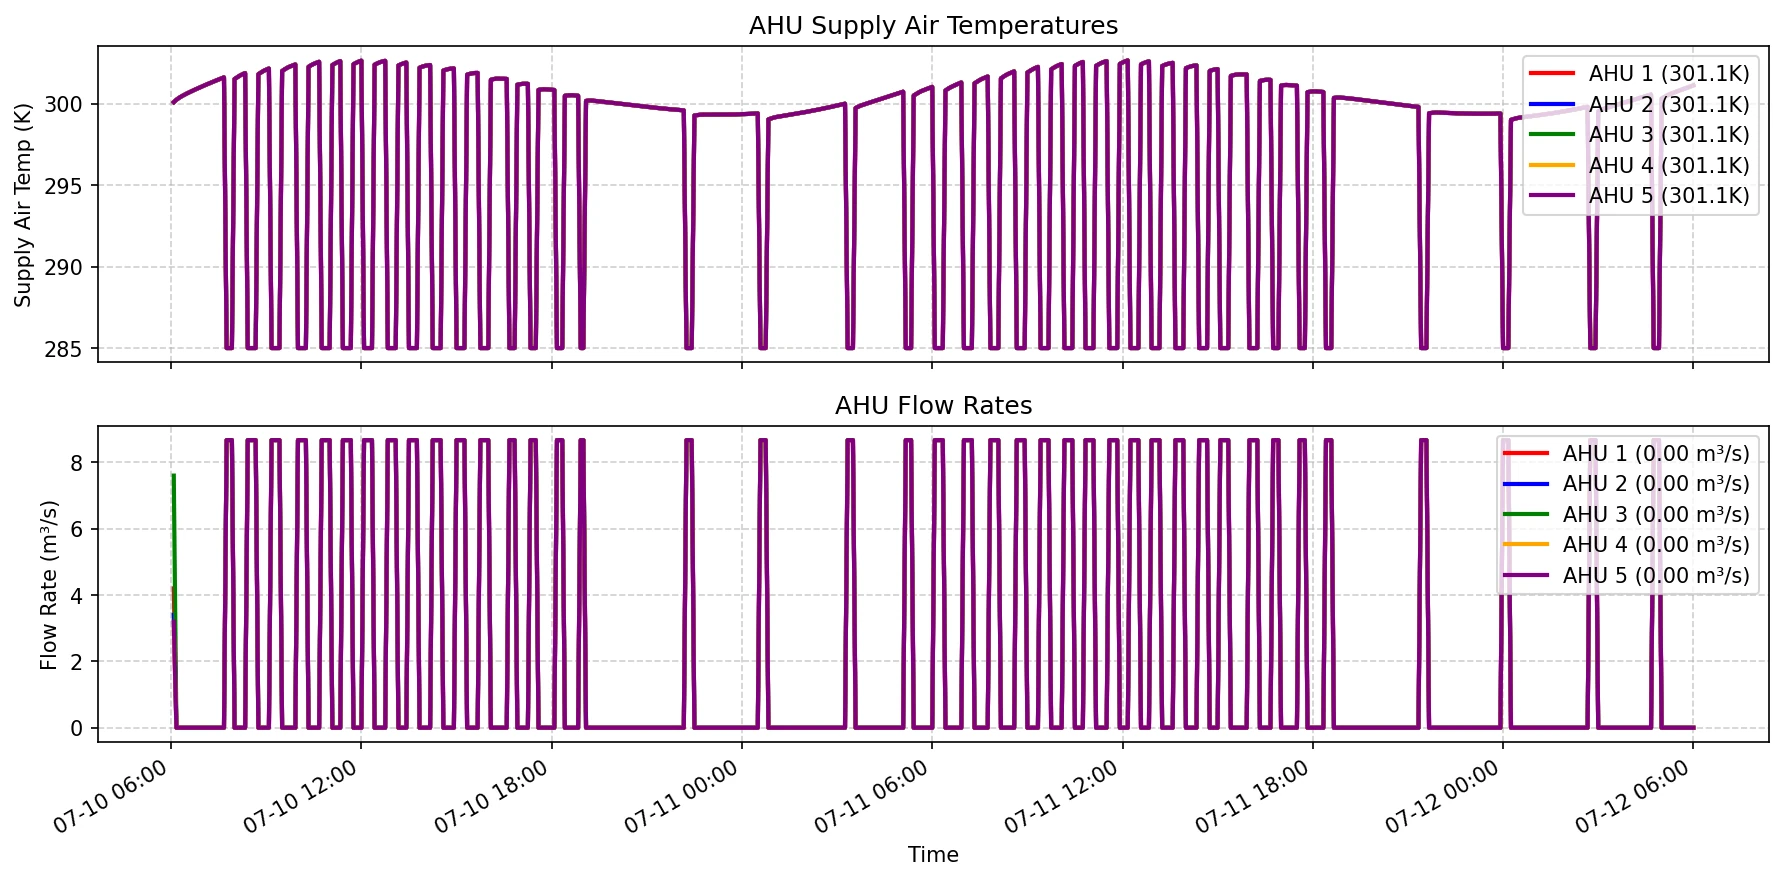 AHU Supply Air Temperatures
Supply Air Temp (K)
300
295
290
285
AHU 1 (301.1K)
AHU 2 (301.1K)
AHU 3 (301.1K)
AHU 4 (301.1K)
AHU 5 (301.1K)
AHU Flow Rates
Flow Rate (m³/s)
8
6
4
2
0
AHU 1 (0.00 m³/s)
AHU 2 (0.00 m³/s)
AHU 3 (0.00 m³/s)
AHU 4 (0.00 m³/s)
AHU 5 (0.00 m³/s)
07-10 06:00
07-10 12:00
07-10 18:00
07-11 00:00
07-11 06:00
07-11 12:00
07-11 18:00
07-12 00:00
07-12 06:00
Time